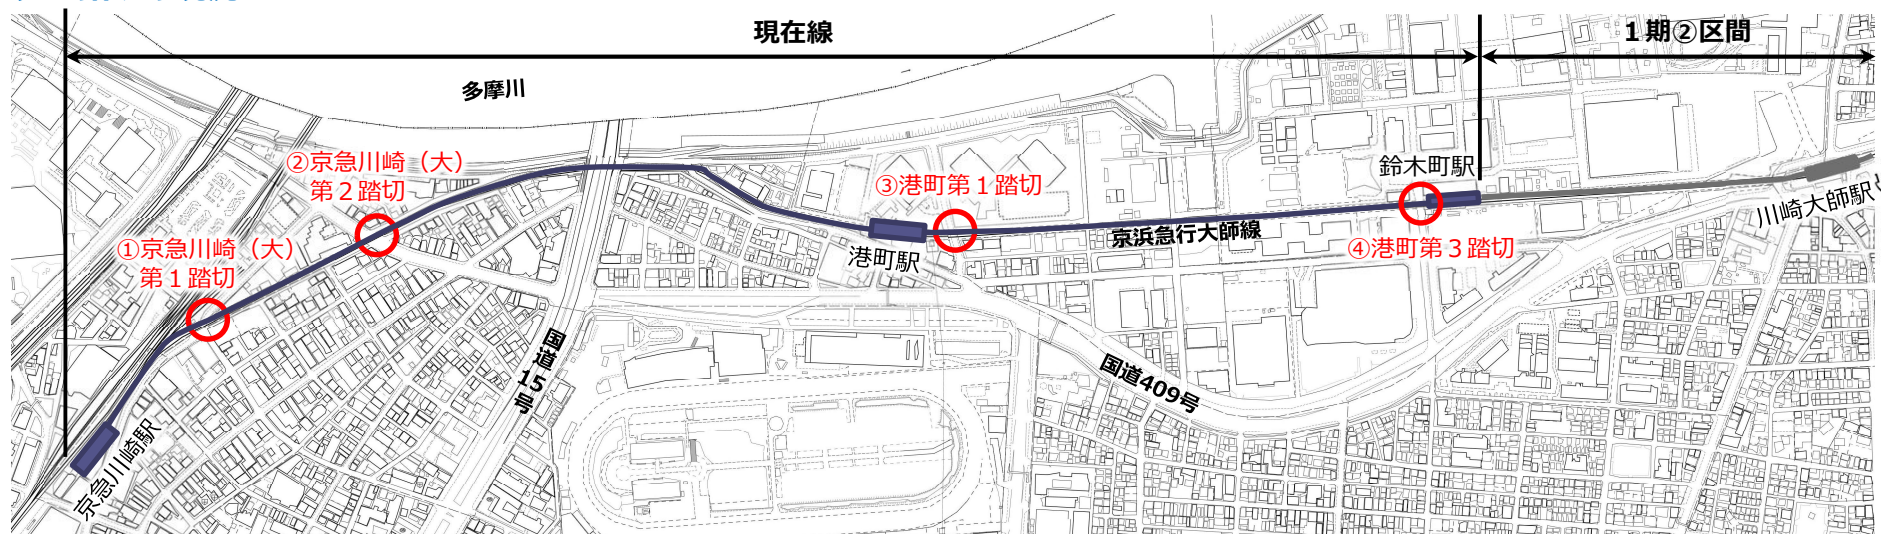 現在線
1期②区間
多摩川
②京急川崎（大）
第２踏切
③港町第１踏切
鈴木町駅
川崎大師駅
①京急川崎（大）
第１踏切
港町駅
京浜急行大師線
④港町第３踏切
国道15号
国道409号
京急川崎駅